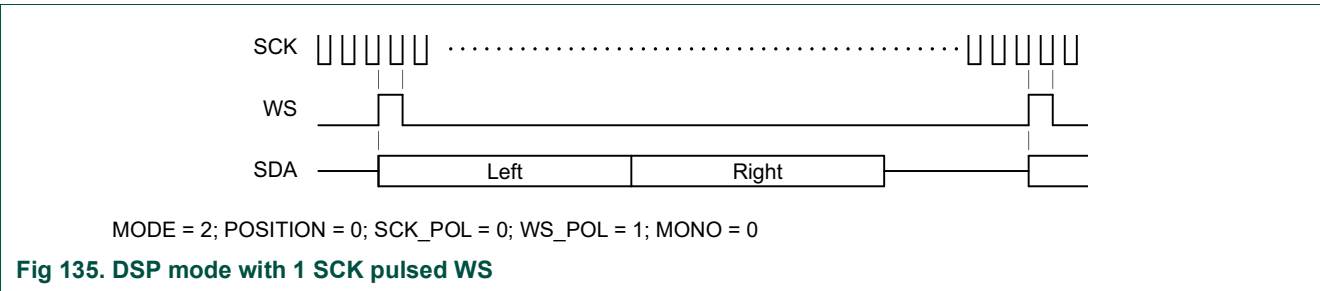 SCK
WS
SDA Left Right
MODE = 2; POSITION = 0; SCK_POL = 0; WS_POL = 1; MONO = 0
Fig 135. DSP mode with 1 SCK pulsed WS